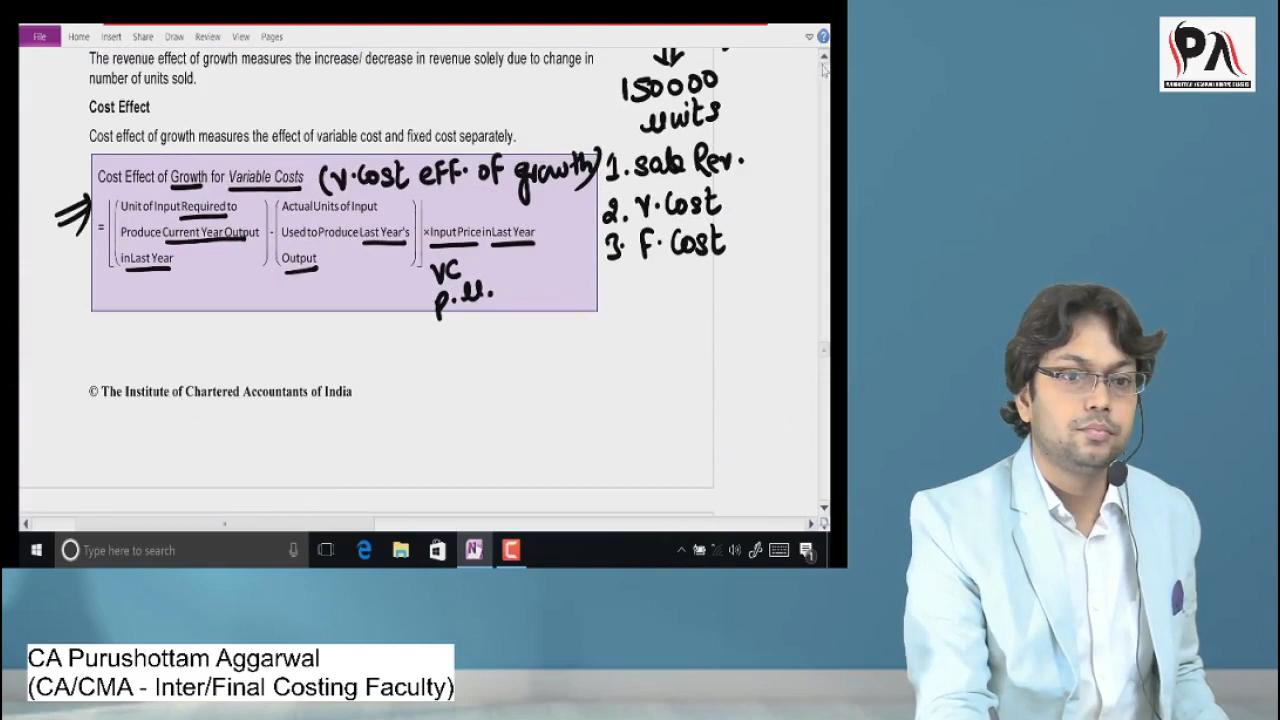 File Home Insert Share Draw Review View Pages
The revenue effect of growth measures the increase/ decrease in revenue solely due to change in
number of units sold.
150000
units
Cost Effect
Cost effect of growth measures the effect of variable cost and fixed cost separately.
Cost Effect of Growth for Variable Costs (v.cost eff. of growth)
1. sale Rev.
2. V.Cost
3. F. Cost
Unit of Input Required to Actual Units of Input
= Produce Current Year Output - Used to Produce Last Year's × Input Price in Last Year
in Last Year Output
VC
p.u.
© The Institute of Chartered Accountants of India
Type here to search
PA
CA Purushottam Aggarwal
(CA/CMA - Inter/Final Costing Faculty)